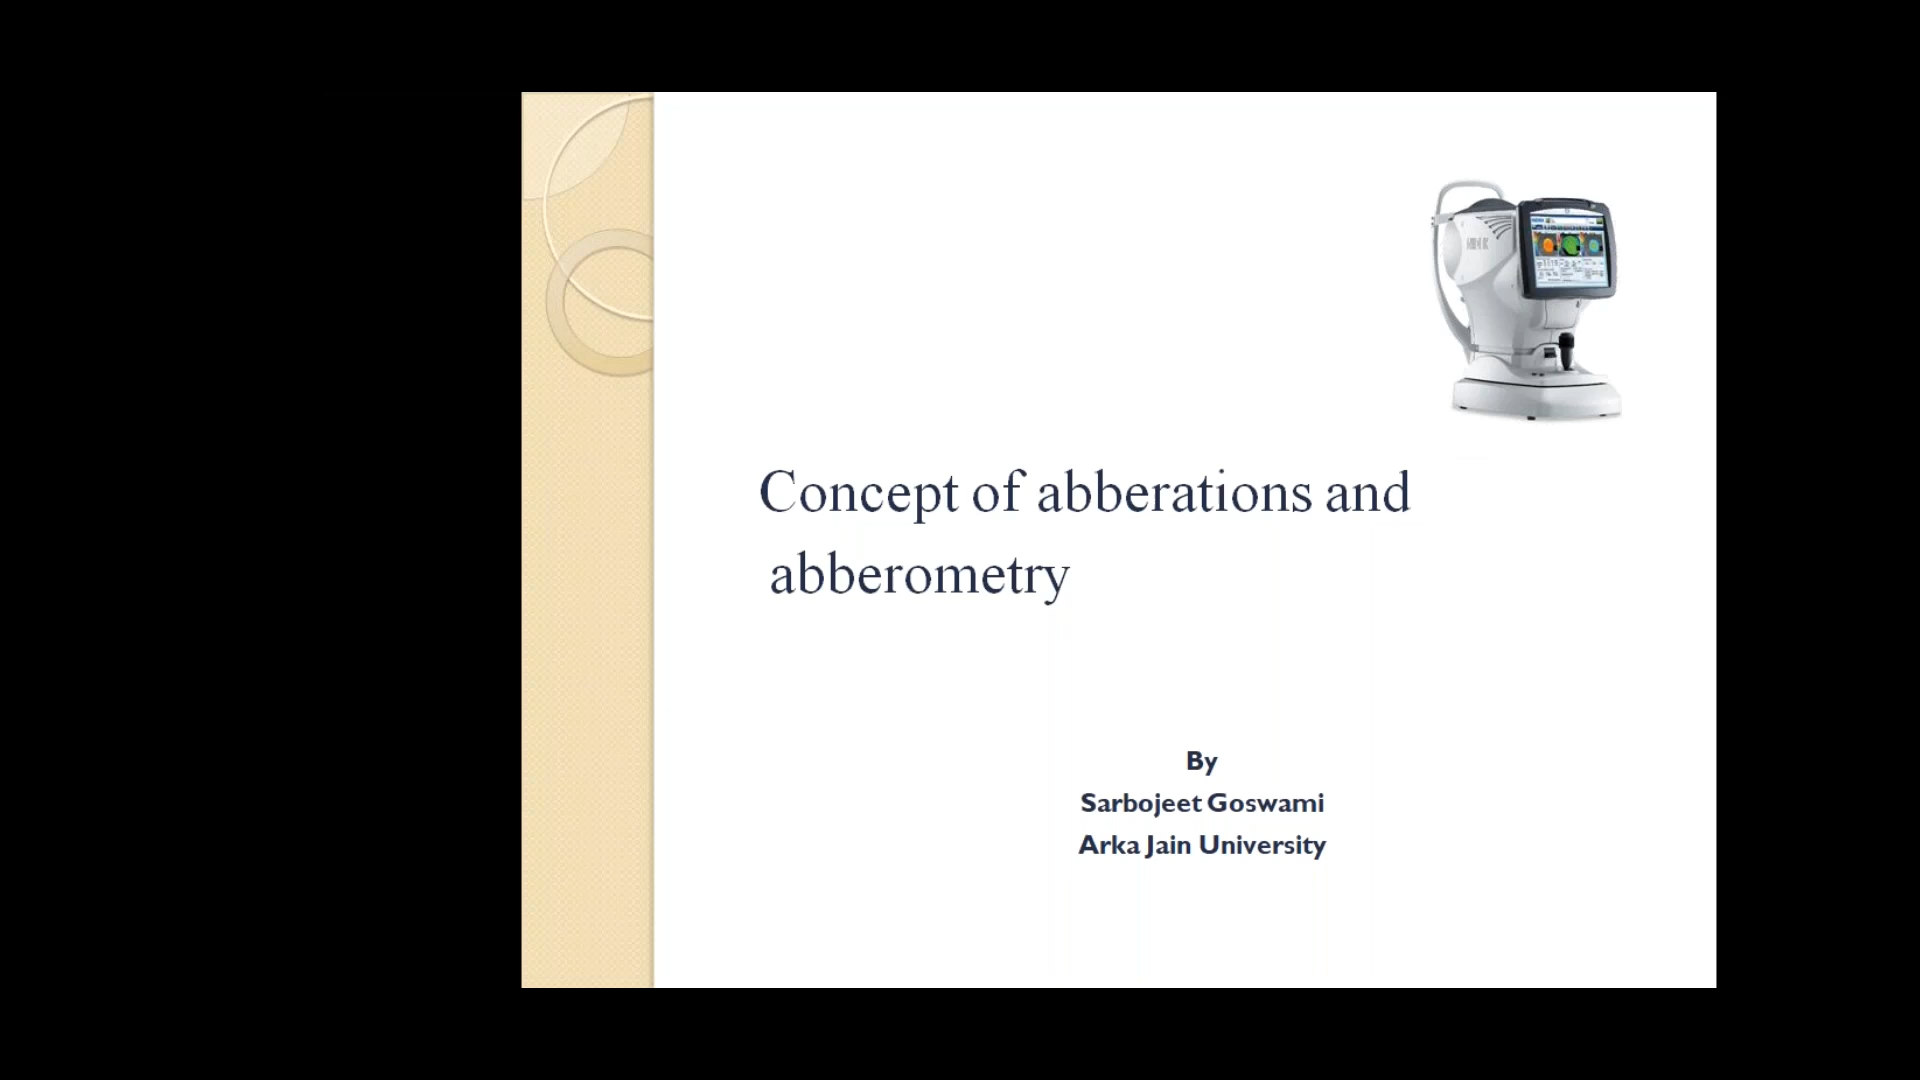 Concept of abberations and
abberometry
By
Sarbojeet Goswami
Arka Jain University